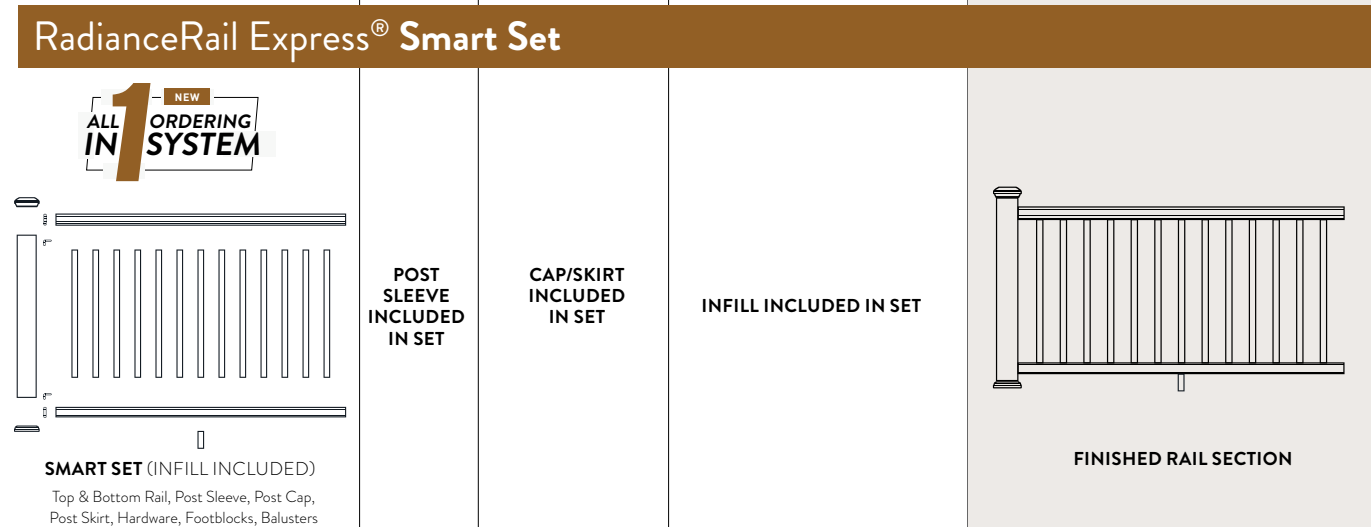 RadianceRail Express® Smart Set
NEW
ALL IN 1 ORDERING SYSTEM
POST
SLEEVE
INCLUDED
IN SET
CAP/SKIRT
INCLUDED
IN SET
INFILL INCLUDED IN SET
SMART SET (INFILL INCLUDED)
Top & Bottom Rail, Post Sleeve, Post Cap,
Post Skirt, Hardware, Footblocks, Balusters
FINISHED RAIL SECTION